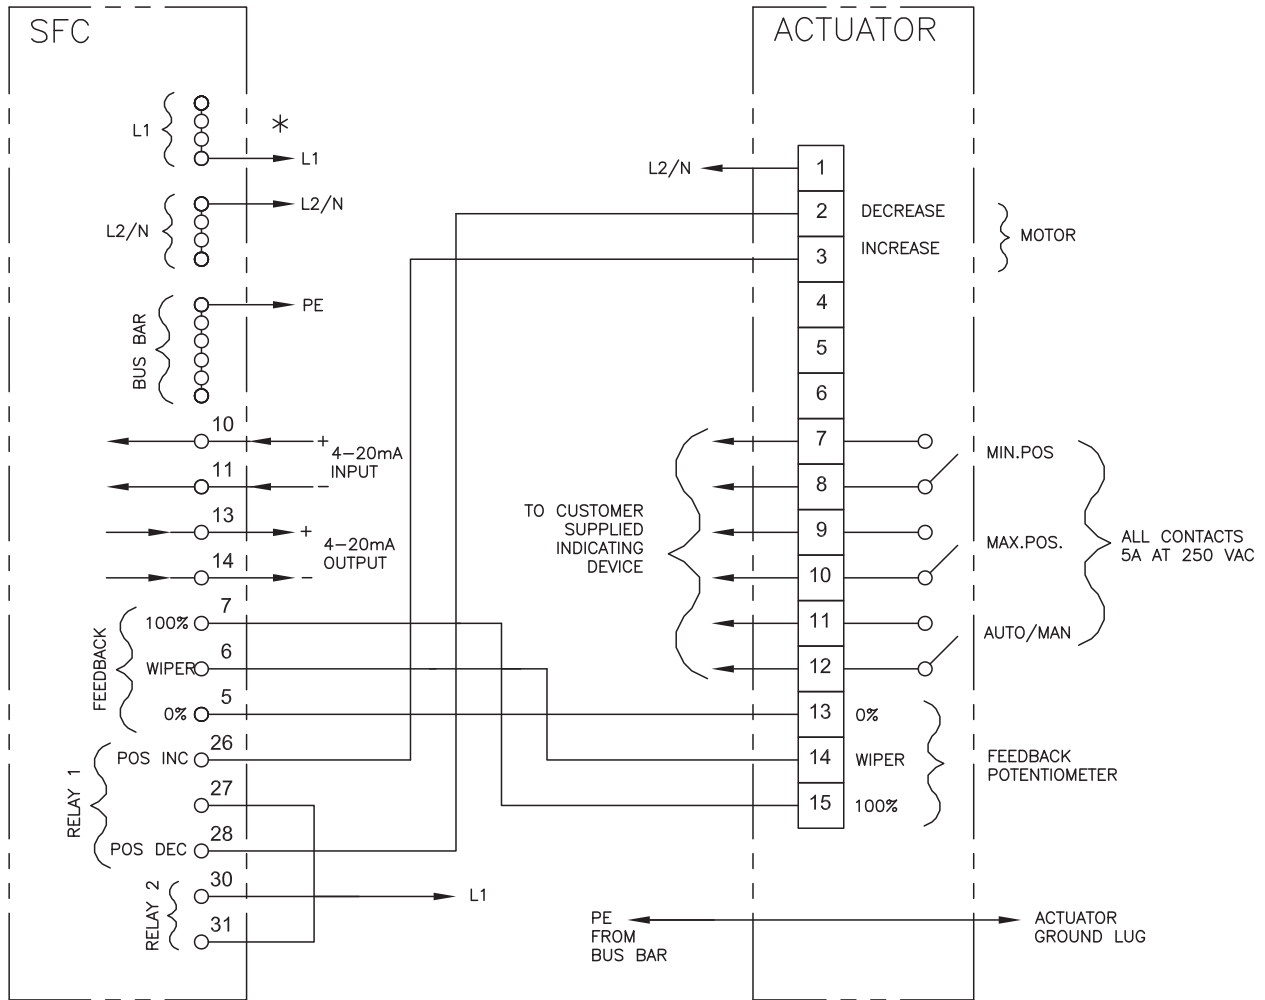 SFC
ACTUATOR
L1
*
L1
L2/N
L2/N
BUS BAR
PE
10
+
4-20mA
INPUT
11
-
13
+
4-20mA
OUTPUT
14
-
FEEDBACK
100%
7
WIPER
6
0%
5
RELAY 1
POS INC
26
27
POS DEC
28
RELAY 2
30
L1
31
L2/N
1
2
DECREASE
3
INCREASE
MOTOR
4
5
6
7
MIN.POS
8
9
MAX.POS.
10
11
AUTO/MAN
12
TO CUSTOMER
SUPPLIED
INDICATING
DEVICE
ALL CONTACTS
5A AT 250 VAC
13
0%
14
WIPER
15
100%
FEEDBACK
POTENTIOMETER
PE
FROM
BUS BAR
ACTUATOR
GROUND LUG